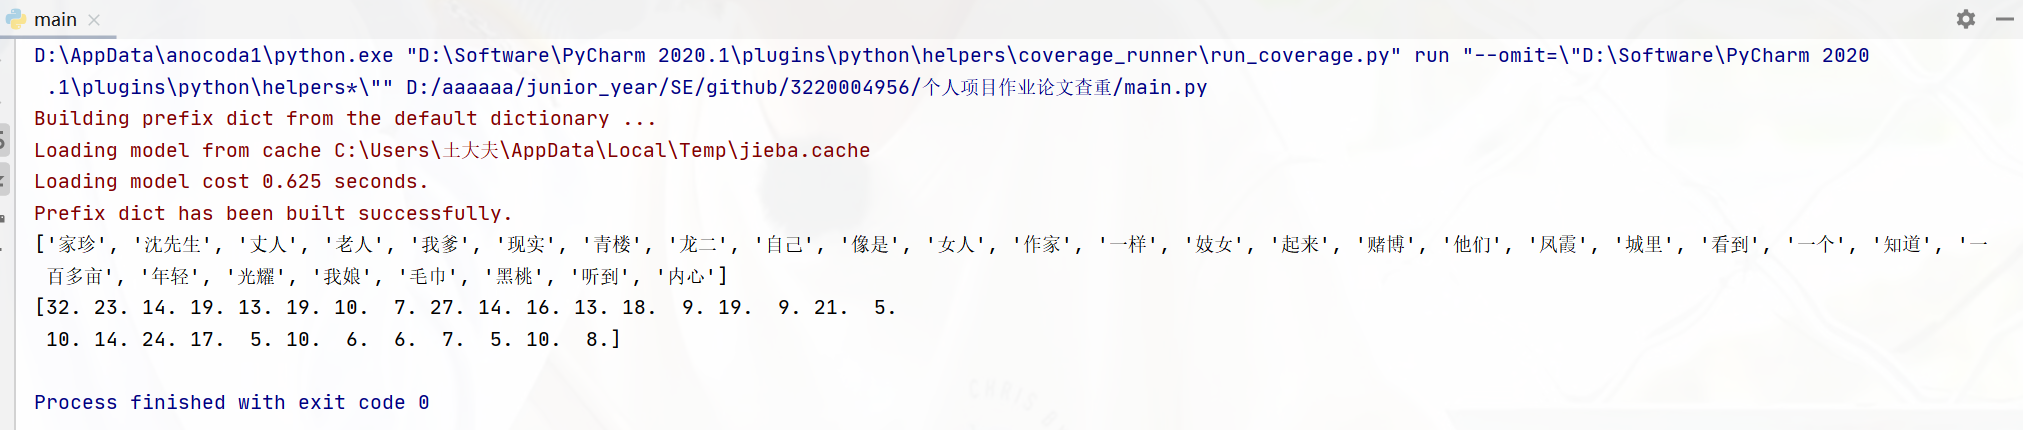 main
D:\AppData\anocoda1\python.exe "D:\Software\PyCharm 2020.1\plugins\python\helpers\coverage_runner\run_coverage.py" run "--omit=\"D:\Software\PyCharm 2020
.1\plugins\python\helpers*\"" D:/aaaaaa/junior_year/SE/github/3220004956/个人项目作业论文查重/main.py
Building prefix dict from the default dictionary ...
Loading model from cache C:\Users\土大夫\AppData\Local\Temp\jieba.cache
Loading model cost 0.625 seconds.
Prefix dict has been built successfully.
['家珍', '沈先生', '丈人', '老人', '我爹', '现实', '青楼', '龙二', '自己', '像是', '女人', '作家', '一样', '妓女', '起来', '赌博', '他们', '凤霞', '城里', '看到', '一个', '知道', '一
百多亩', '年轻', '光耀', '我娘', '毛巾', '黑桃', '听到', '内心']
[32. 23. 14. 19. 13. 19. 10.  7. 27. 14. 16. 13. 18.  9. 19.  9. 21.  5.
 10. 14. 24. 17.  5. 10.  6.  6.  7.  5. 10.  8.]
Process finished with exit code 0